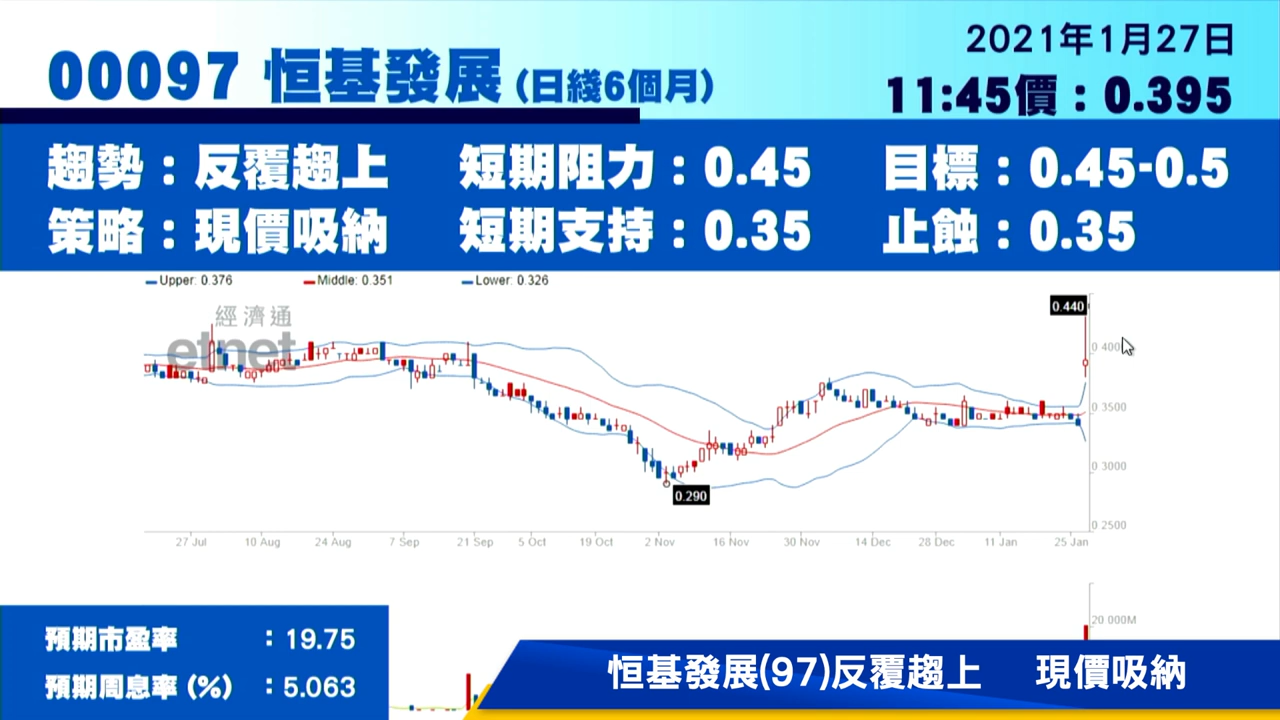 00097 恒基發展 (日綫6個月)
2021年1月27日
11:45價：0.395
趨勢：反覆趨上
短期阻力：0.45
目標：0.45-0.5
策略：現價吸納
短期支持：0.35
止蝕：0.35
Upper: 0.376 Middle: 0.351 Lower: 0.326
經濟通
etnet
0.440
0.4000
0.3500
0.3000
0.2500
0.290
27 Jul 10 Aug 24 Aug 7 Sep 21 Sep 5 Oct 19 Oct 2 Nov 16 Nov 30 Nov 14 Dec 28 Dec 11 Jan 25 Jan
20 000M
預期市盈率 ：19.75
預期周息率 (%) ：5.063
恒基發展(97)反覆趨上 現價吸納